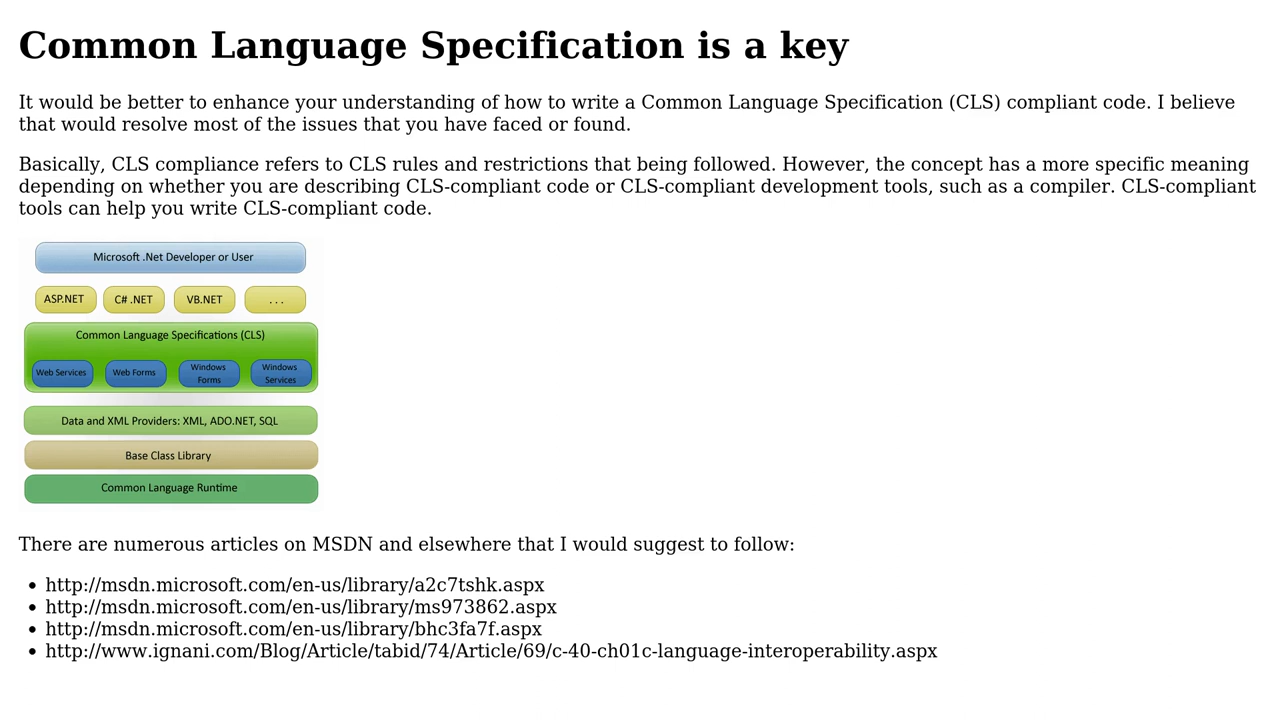 Common Language Specification is a key
It would be better to enhance your understanding of how to write a Common Language Specification (CLS) compliant code. I believe
that would resolve most of the issues that you have faced or found.
Basically, CLS compliance refers to CLS rules and restrictions that being followed. However, the concept has a more specific meaning
depending on whether you are describing CLS-compliant code or CLS-compliant development tools, such as a compiler. CLS-compliant
tools can help you write CLS-compliant code.
Microsoft .Net Developer or User
ASP.NET C# .NET VB.NET . . .
Common Language Specifications (CLS)
Web Services Web Forms Windows Forms Windows Services
Data and XML Providers: XML, ADO.NET, SQL
Base Class Library
Common Language Runtime
There are numerous articles on MSDN and elsewhere that I would suggest to follow:
• http://msdn.microsoft.com/en-us/library/a2c7tshk.aspx
• http://msdn.microsoft.com/en-us/library/ms973862.aspx
• http://msdn.microsoft.com/en-us/library/bhc3fa7f.aspx
• http://www.ignani.com/Blog/Article/tabid/74/Article/69/c-40-ch01c-language-interoperability.aspx